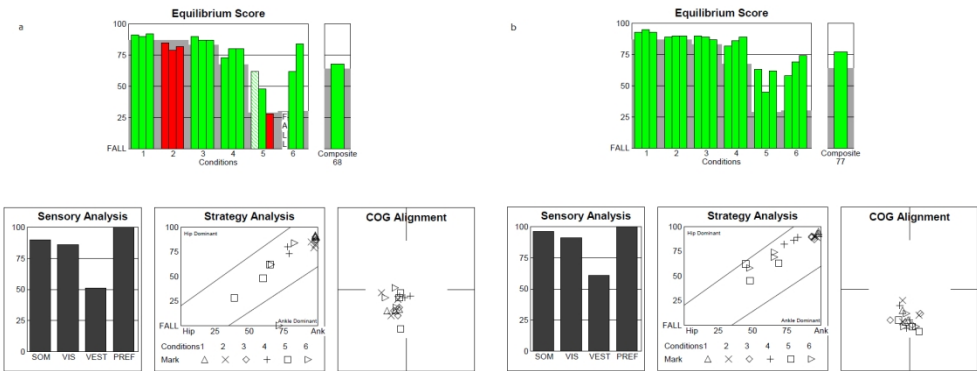 a
Equilibrium Score
100
75
50
25
FALL
FALL
1 2 3 4 5 6
Conditions
Composite
68
Sensory Analysis
100
75
50
25
0
SOM VIS VEST PREF
Strategy Analysis
100
75
50
25
FALL
Hip Dominant
Ankle Dominant
Hip 25 50 75 Ank
Conditions1 2 3 4 5 6
Mark
COG Alignment
b
Equilibrium Score
100
75
50
25
FALL
1 2 3 4 5 6
Conditions
Composite
77
Sensory Analysis
100
75
50
25
0
SOM VIS VEST PREF
Strategy Analysis
100
75
50
25
FALL
Hip Dominant
Ankle Dominant
Hip 25 50 75 Ank
Conditions1 2 3 4 5 6
Mark
COG Alignment